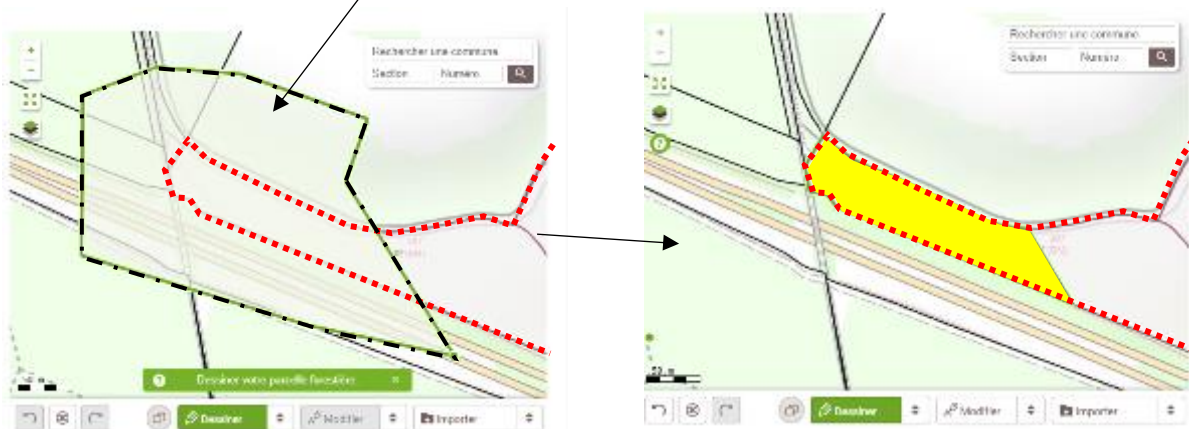 Rechercher une commune
Section Numéro
Dessiner votre parcelle forestière ×
Dessiner Modifier Importer
Rechercher une commune
Section Numéro
50 m
Dessiner Modifier Importer